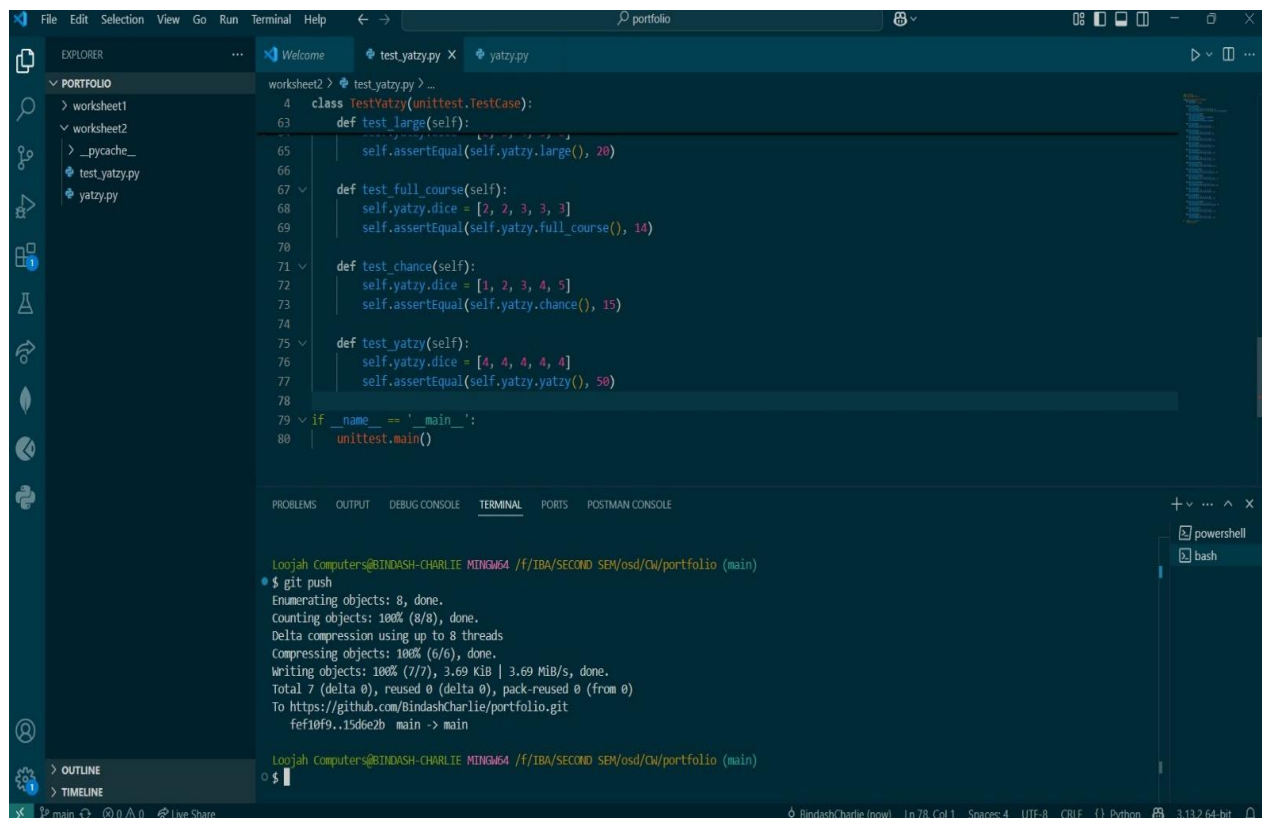 File Edit Selection View Go Run Terminal Help
portfolio
EXPLORER
Welcome
test_yatzy.py
yatzy.py
PORTFOLIO
worksheet1
worksheet2
__pycache__
test_yatzy.py
yatzy.py
worksheet2 > test_yatzy.py > ...
4 class TestYatzy(unittest.TestCase):
63 def test_large(self):
65 self.assertEqual(self.yatzy.large(), 20)
66
67 def test_full_course(self):
68 self.yatzy.dice = [2, 2, 3, 3, 3]
69 self.assertEqual(self.yatzy.full_course(), 14)
70
71 def test_chance(self):
72 self.yatzy.dice = [1, 2, 3, 4, 5]
73 self.assertEqual(self.yatzy.chance(), 15)
74
75 def test_yatzy(self):
76 self.yatzy.dice = [4, 4, 4, 4, 4]
77 self.assertEqual(self.yatzy.yatzy(), 50)
78
79 if __name__ == '__main__':
80 unittest.main()
PROBLEMS OUTPUT DEBUG CONSOLE TERMINAL PORTS POSTMAN CONSOLE
powershell
bash
Loojah Computers@BINDASH-CHARLIE MINGW64 /f/IBA/SECOND SEM/osd/CW/portfolio (main)
$ git push
Enumerating objects: 8, done.
Counting objects: 100% (8/8), done.
Delta compression using up to 8 threads
Compressing objects: 100% (6/6), done.
Writing objects: 100% (7/7), 3.69 KiB | 3.69 MiB/s, done.
Total 7 (delta 0), reused 0 (delta 0), pack-reused 0 (from 0)
To https://github.com/BindashCharlie/portfolio.git
fef10f9..15d6e2b main -> main
Loojah Computers@BINDASH-CHARLIE MINGW64 /f/IBA/SECOND SEM/osd/CW/portfolio (main)
$
OUTLINE
TIMELINE
main 0 0 Live Share
BindashCharlie (now) Ln 78, Col 1 Spaces: 4 UTF-8 CRLF {} Python 3.13.2 64-bit